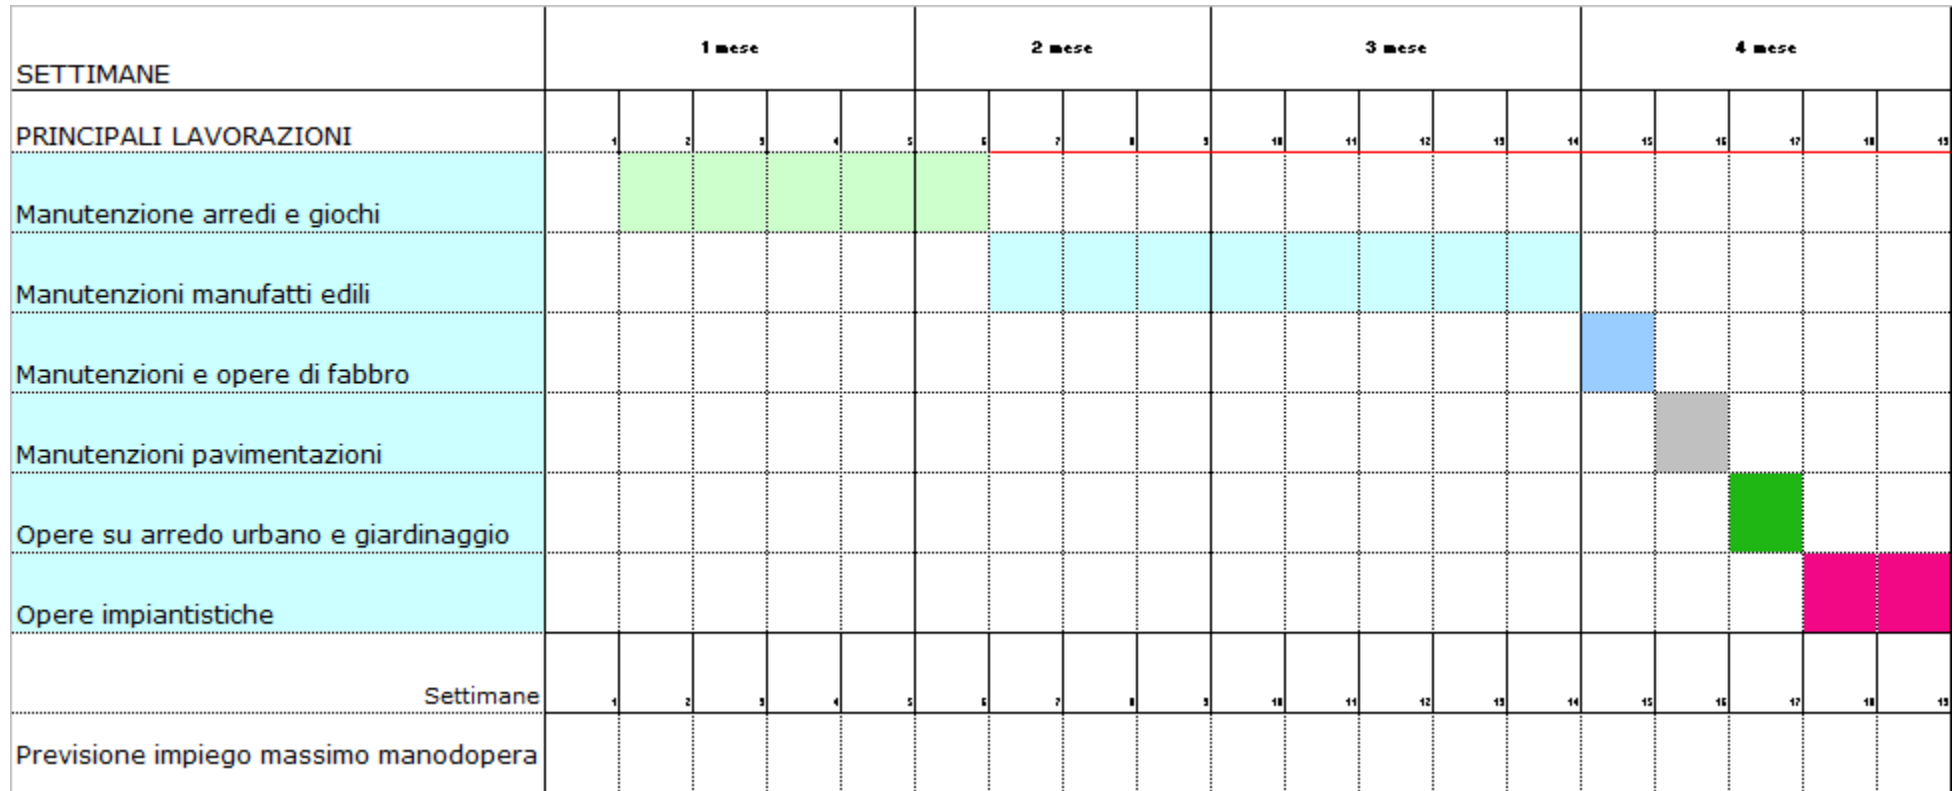 1 mese 2 mese 3 mese 4 mese
SETTIMANE
PRINCIPALI LAVORAZIONI 1 2 3 4 5 6 7 8 9 10 11 12 13 14 15 16 17 18 19
Manutenzione arredi e giochi
Manutenzioni manufatti edili
Manutenzioni e opere di fabbro
Manutenzioni pavimentazioni
Opere su arredo urbano e giardinaggio
Opere impiantistiche
Settimane 1 2 3 4 5 6 7 8 9 10 11 12 13 14 15 16 17 18 19
Previsione impiego massimo manodopera